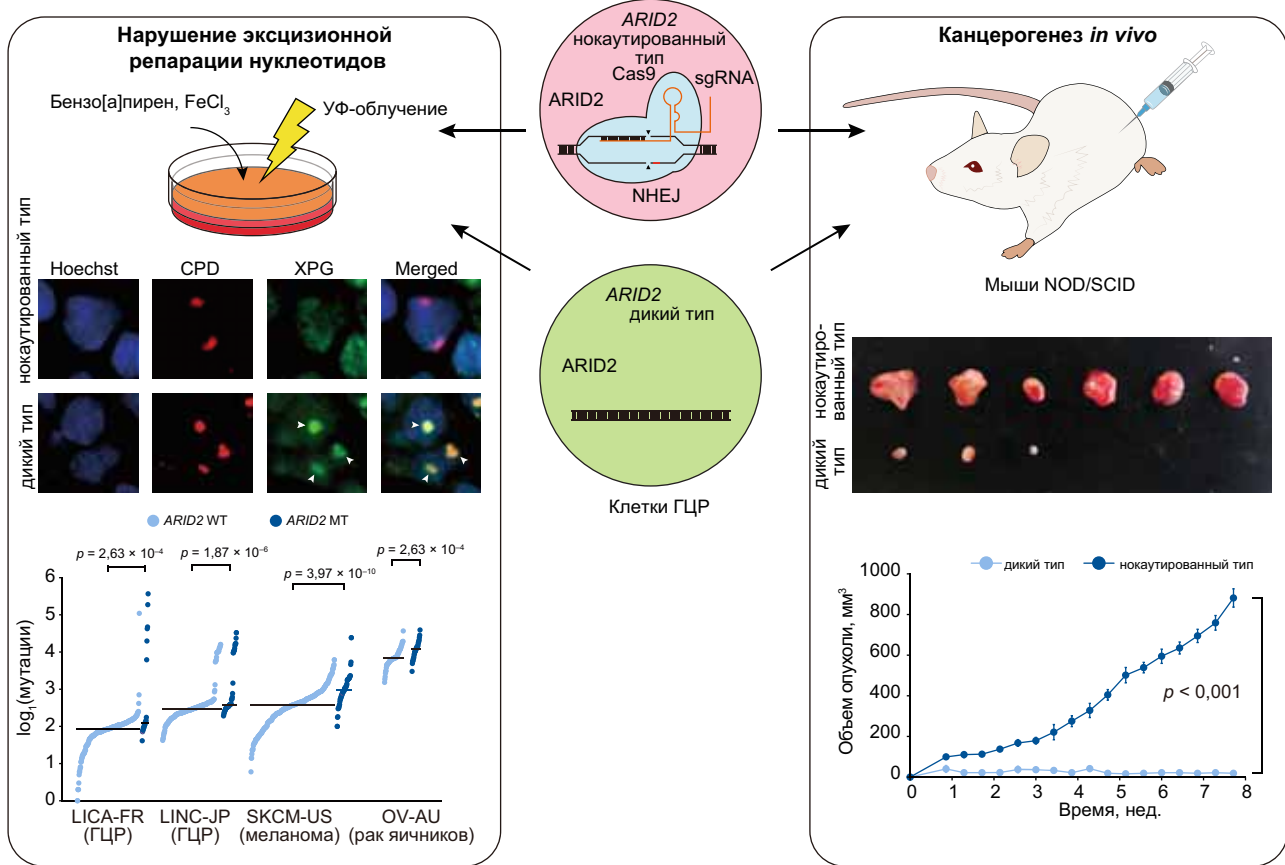 Нарушение эксцизионной
репарации нуклеотидов
Бензо[а]пирен, FeCl3
УФ-облучение
нокаутированный тип
дикий тип
Hoechst CPD XPG Merged
ARID2 WT ARID2 MT
p = 2,63 × 10–4
p = 1,87 × 10–6
p = 3,97 × 10–10
p = 2,63 × 10–4
log1(мутации)
6
5
4
3
2
1
0
LICA-FR
(ГЦР)
LINC-JP
(ГЦР)
SKCM-US
(меланома)
OV-AU
(рак яичников)
ARID2
нокаутированный
тип
Cas9
sgRNA
ARID2
NHEJ
ARID2
дикий тип
ARID2
Клетки ГЦР
Канцерогенез in vivo
Мыши NOD/SCID
нокаутиро-
ванный тип
дикий
тип
дикий тип нокаутированный тип
Объем опухоли, мм3
1000
800
600
400
200
0
p < 0,001
0 1 2 3 4 5 6 7 8
Время, нед.